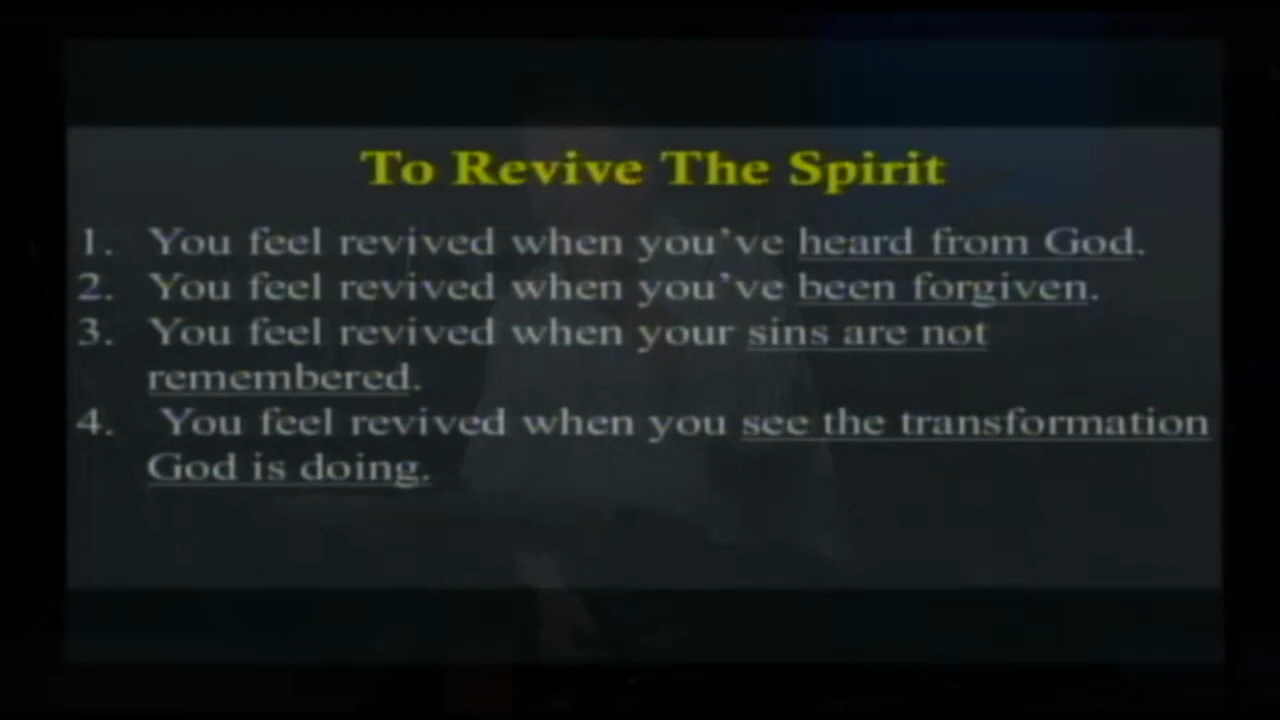 To Revive The Spirit
1. You feel revived when you've heard from God.
2. You feel revived when you've been forgiven.
3. You feel revived when your sins are not
remembered.
4. You feel revived when you see the transformation
God is doing.